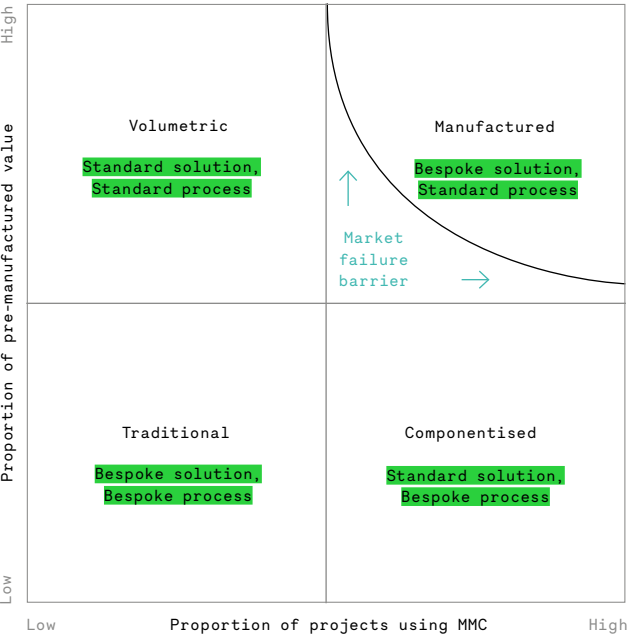 High
Proportion of pre-manufactured value
Low
Volumetric
Standard solution,
Standard process
Manufactured
Bespoke solution,
Standard process
Market
failure
barrier
Traditional
Bespoke solution,
Bespoke process
Componentised
Standard solution,
Bespoke process
Low
Proportion of projects using MMC
High